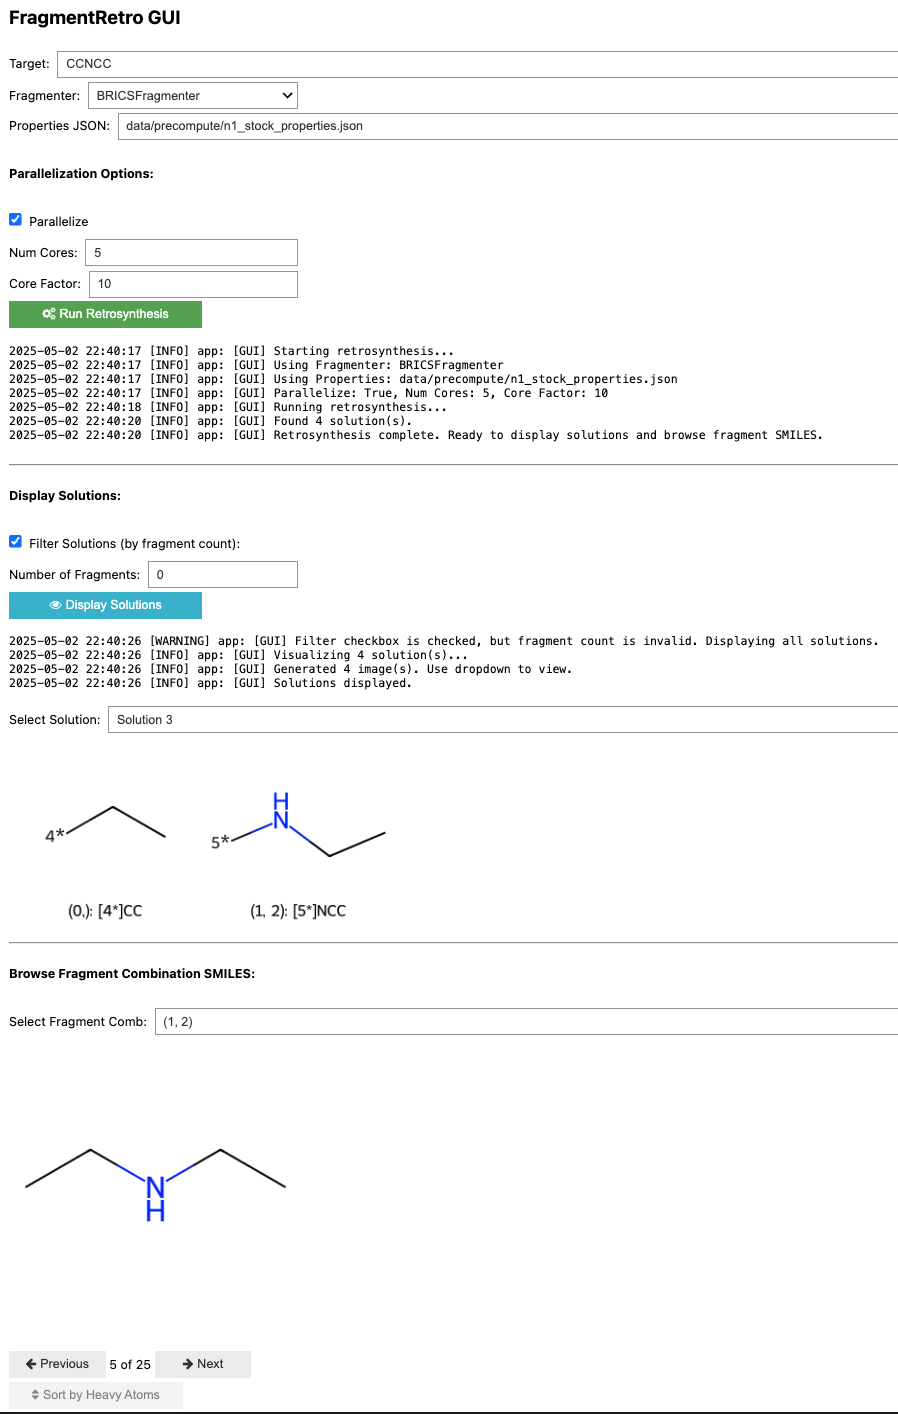 FragmentRetro GUI
Target: CCNCC
Fragmenter: BRICSFragmenter
Properties JSON: data/precompute/n1_stock_properties.json
Parallelization Options:
Parallelize
Num Cores: 5
Core Factor: 10
Run Retrosynthesis
2025-05-02 22:40:17 [INFO] app: [GUI] Starting retrosynthesis...
2025-05-02 22:40:17 [INFO] app: [GUI] Using Fragmenter: BRICSFragmenter
2025-05-02 22:40:17 [INFO] app: [GUI] Using Properties: data/precompute/n1_stock_properties.json
2025-05-02 22:40:17 [INFO] app: [GUI] Parallelize: True, Num Cores: 5, Core Factor: 10
2025-05-02 22:40:18 [INFO] app: [GUI] Running retrosynthesis...
2025-05-02 22:40:20 [INFO] app: [GUI] Found 4 solution(s).
2025-05-02 22:40:20 [INFO] app: [GUI] Retrosynthesis complete. Ready to display solutions and browse fragment SMILES.
Display Solutions:
Filter Solutions (by fragment count):
Number of Fragments: 0
Display Solutions
2025-05-02 22:40:26 [WARNING] app: [GUI] Filter checkbox is checked, but fragment count is invalid. Displaying all solutions.
2025-05-02 22:40:26 [INFO] app: [GUI] Visualizing 4 solution(s)...
2025-05-02 22:40:26 [INFO] app: [GUI] Generated 4 image(s). Use dropdown to view.
2025-05-02 22:40:26 [INFO] app: [GUI] Solutions displayed.
Select Solution: Solution 3
H
4* 5* N
(0,): [4*]CC (1, 2): [5*]NCC
Browse Fragment Combination SMILES:
Select Fragment Comb: (1, 2)
N
H
Previous 5 of 25 Next
Sort by Heavy Atoms